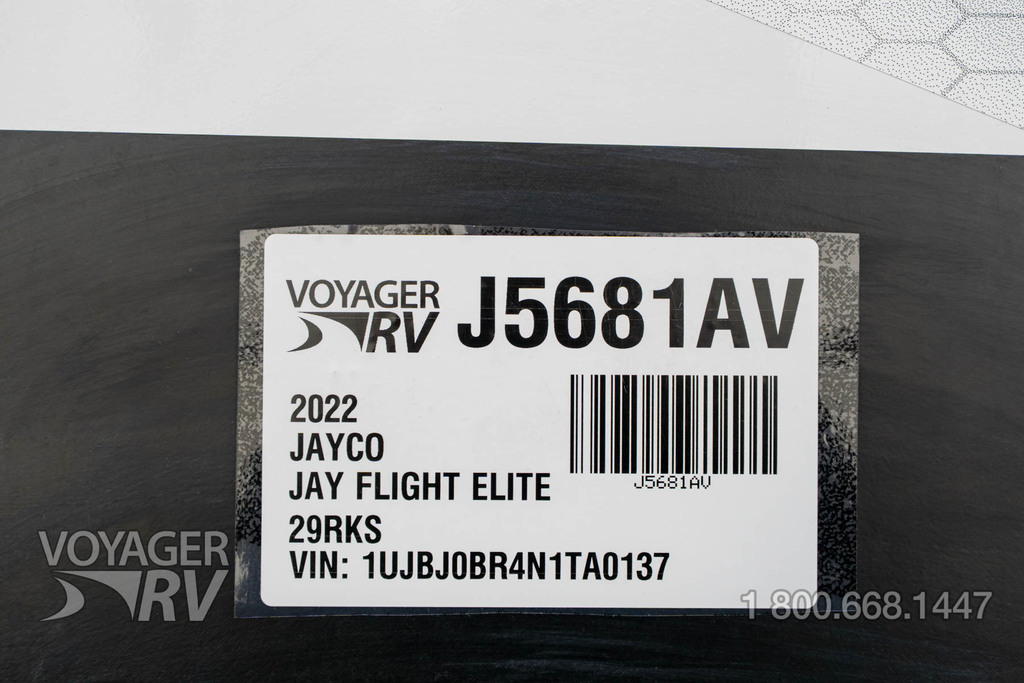 VOYAGER
RV
J5681AV
2022
JAYCO
JAY FLIGHT ELITE
29RKS
VIN: 1UJBJ0BR4N1TA0137
J5681AV
VOYAGER
RV
1 800.668.1447